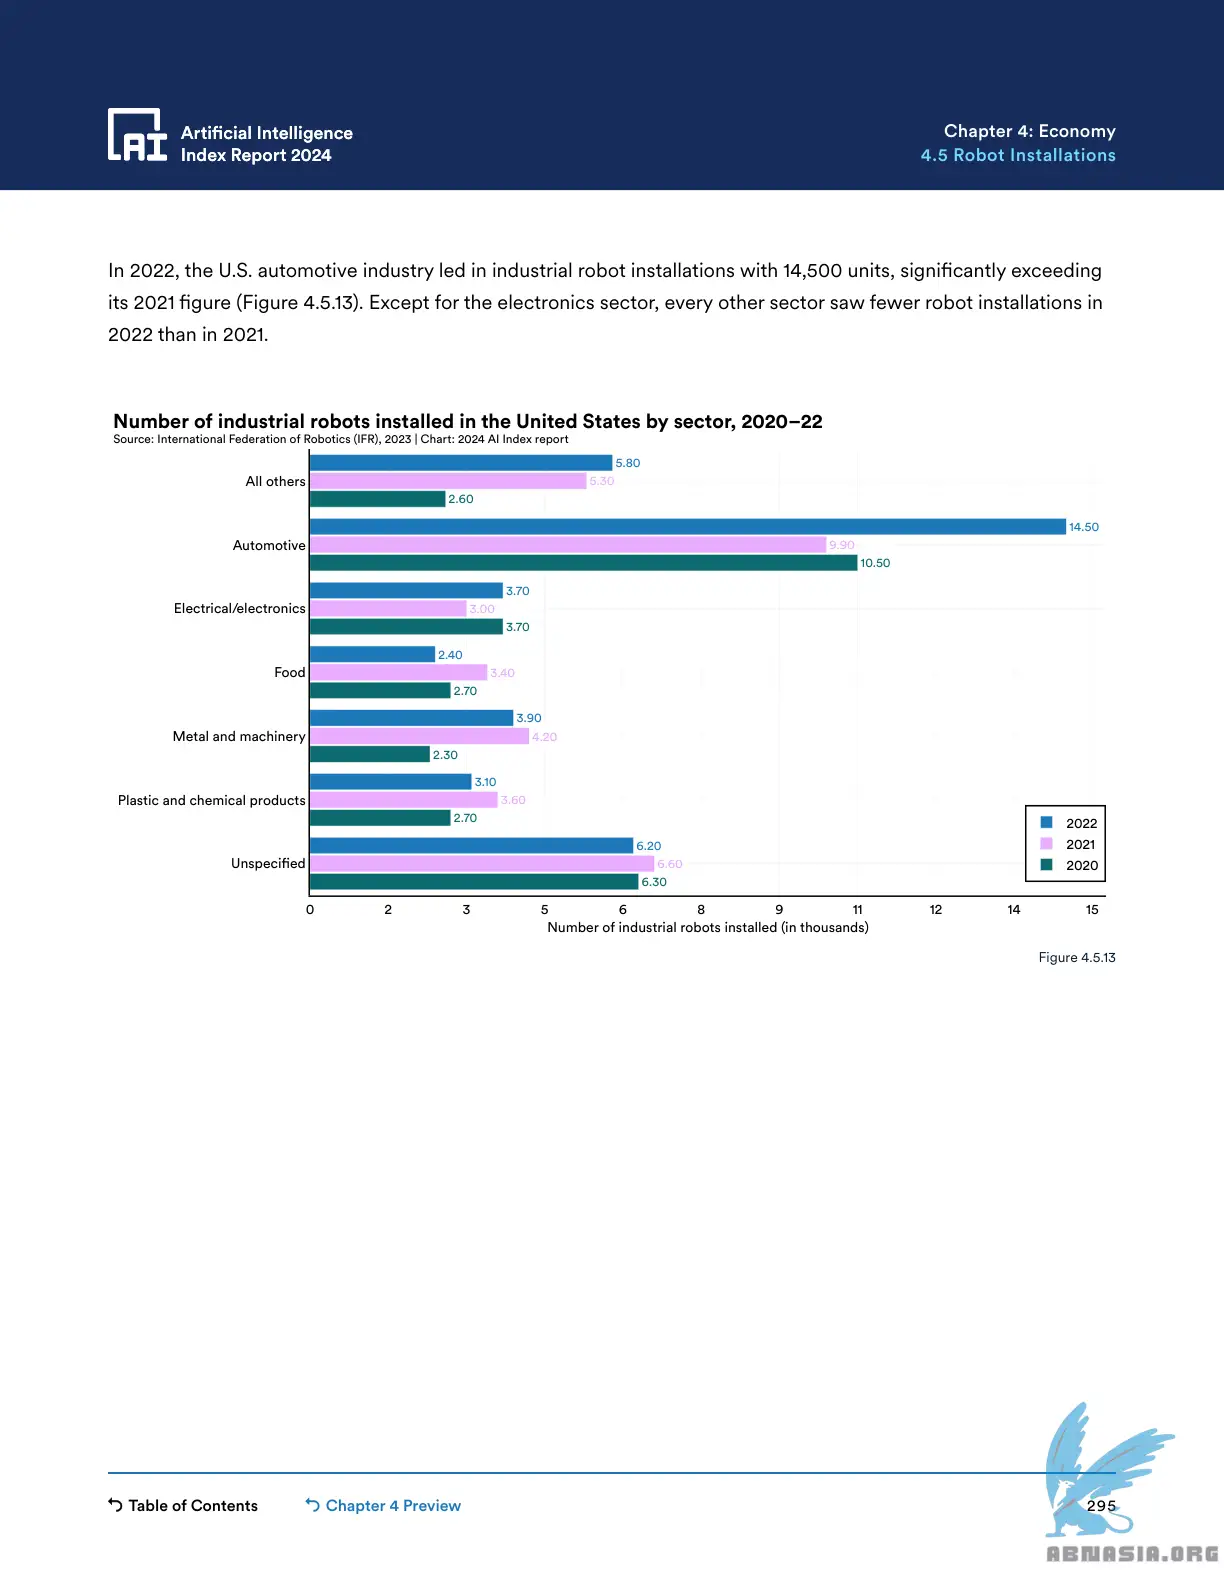 Artificial Intelligence
Index Report 2024
Chapter 4: Economy
4.5 Robot Installations
In 2022, the U.S. automotive industry led in industrial robot installations with 14,500 units, significantly exceeding
its 2021 figure (Figure 4.5.13). Except for the electronics sector, every other sector saw fewer robot installations in
2022 than in 2021.
Number of industrial robots installed in the United States by sector, 2020–22
Source: International Federation of Robotics (IFR), 2023 | Chart: 2024 AI Index report
All others
5.80
5.30
2.60
Automotive
14.50
9.90
10.50
Electrical/electronics
3.70
3.00
3.70
Food
2.40
3.40
2.70
Metal and machinery
3.90
4.20
2.30
Plastic and chemical products
3.10
3.60
2.70
Unspecified
6.20
6.60
6.30
2022
2021
2020
0 2 3 5 6 8 9 11 12 14 15
Number of industrial robots installed (in thousands)
Figure 4.5.13
Table of Contents
Chapter 4 Preview
295
ABNASIA.ORG